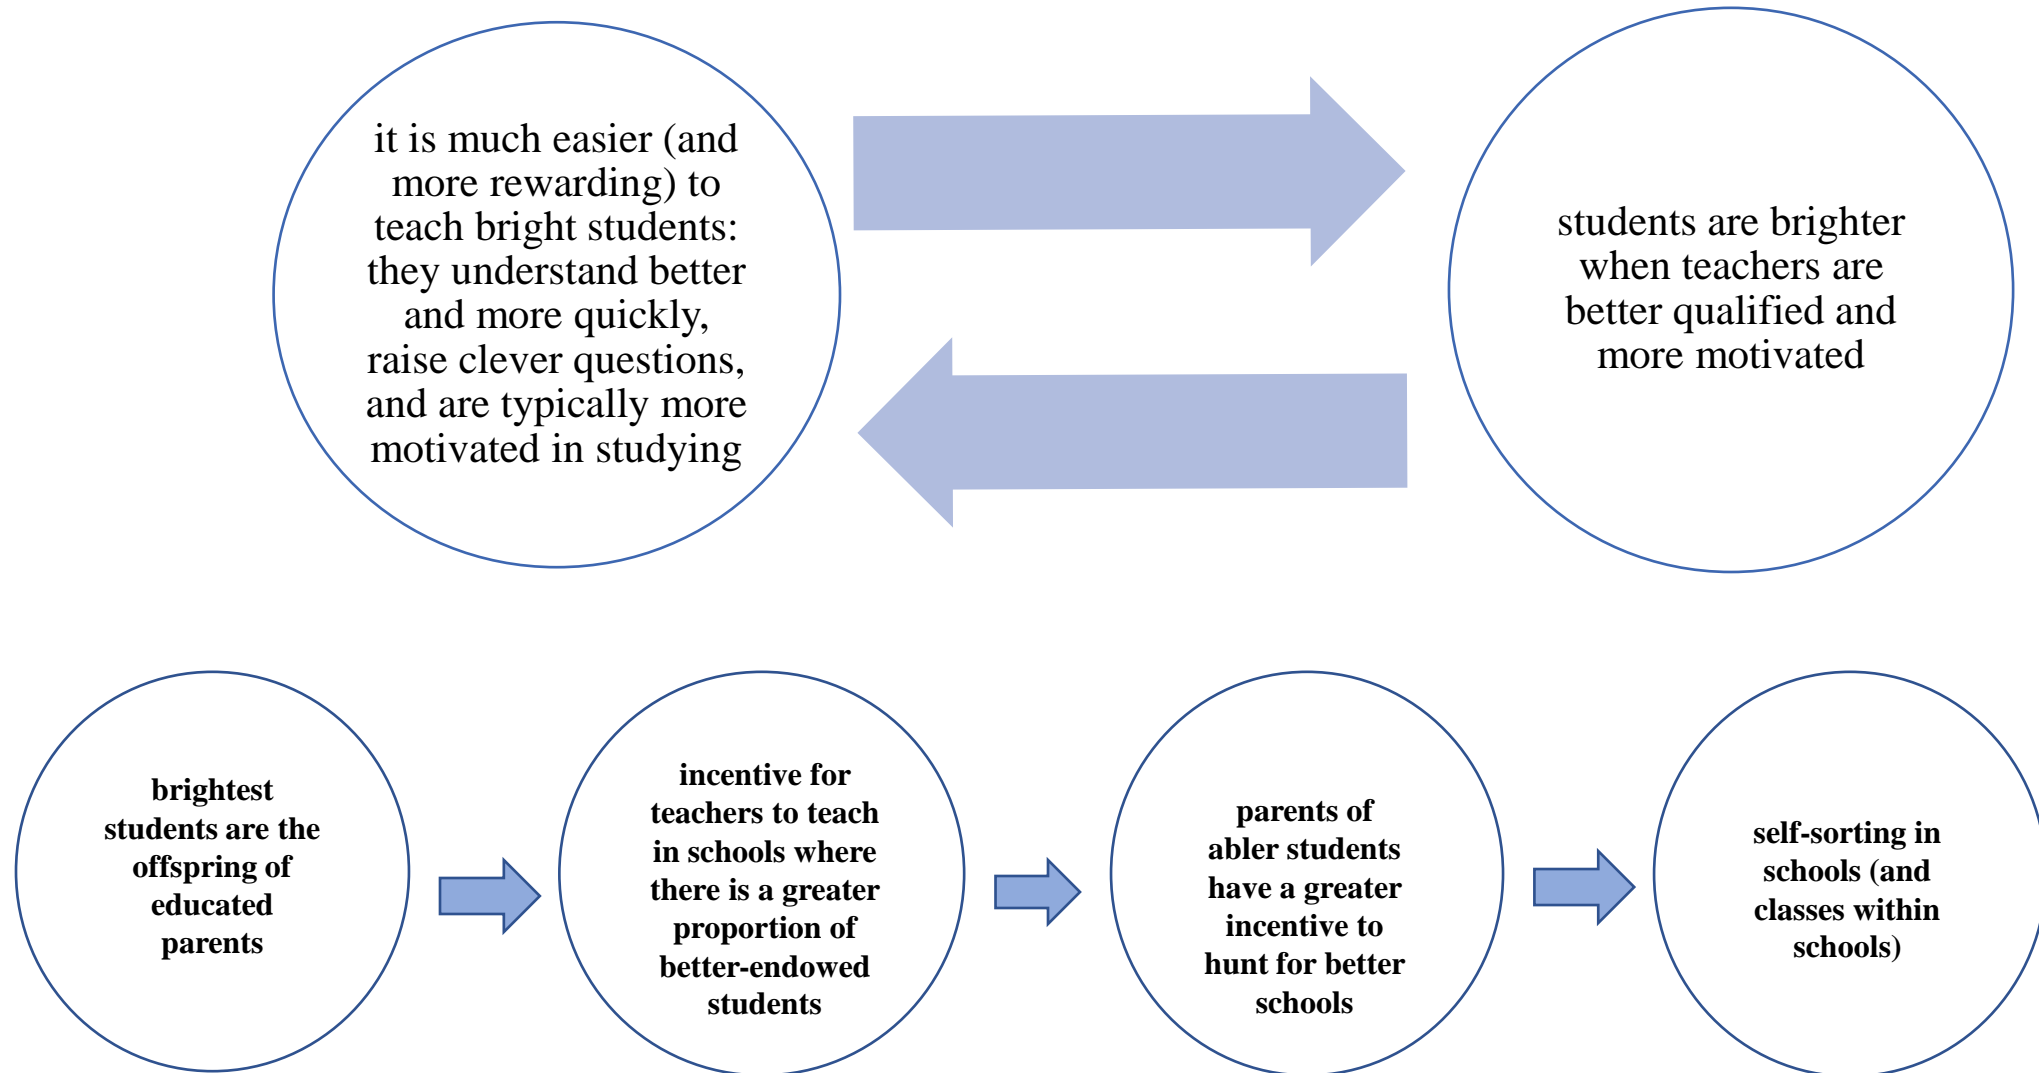 it is much easier (and
more rewarding) to
teach bright students:
they understand better
and more quickly,
raise clever questions,
and are typically more
motivated in studying
students are brighter
when teachers are
better qualified and
more motivated
brightest
students are the
offspring of
educated
parents
incentive for
teachers to teach
in schools where
there is a greater
proportion of
better-endowed
students
parents of
abler students
have a greater
incentive to
hunt for better
schools
self-sorting in
schools (and
classes within
schools)